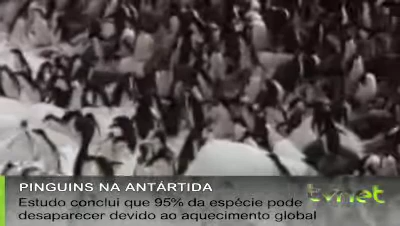 PINGUINS NA ANTÁRTIDA
Estudo conclui que 95% da espécie pode
desaparecer devido ao aquecimento global
tvnet